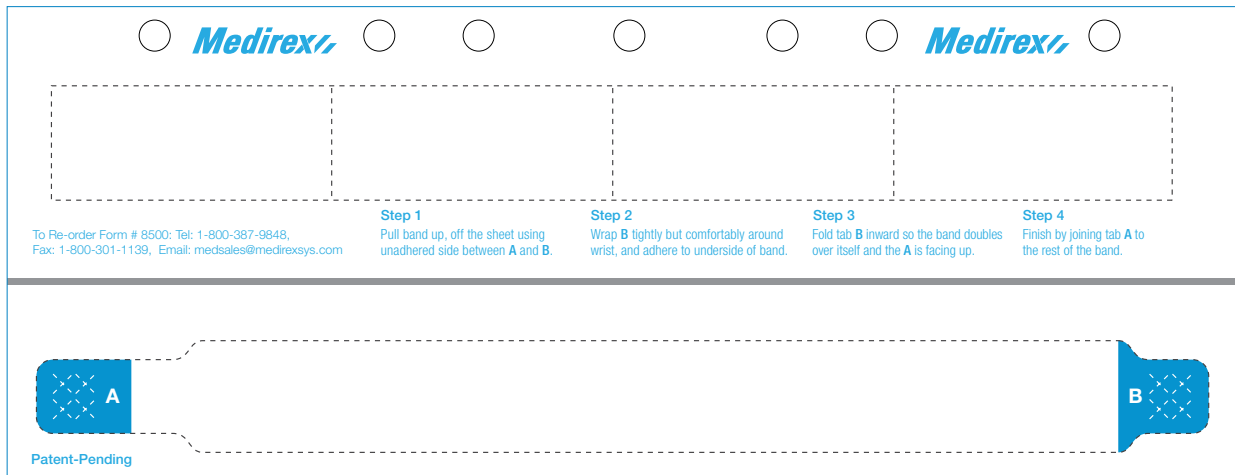 Medirex Medirex
To Re-order Form # 8500: Tel: 1-800-387-9848,
Fax: 1-800-301-1139, Email: medsales@medirexsys.com
Step 1
Pull band up, off the sheet using
unadhered side between A and B.
Step 2
Wrap B tightly but comfortably around
wrist, and adhere to underside of band.
Step 3
Fold tab B inward so the band doubles
over itself and the A is facing up.
Step 4
Finish by joining tab A to
the rest of the band.
A
B
Patent-Pending